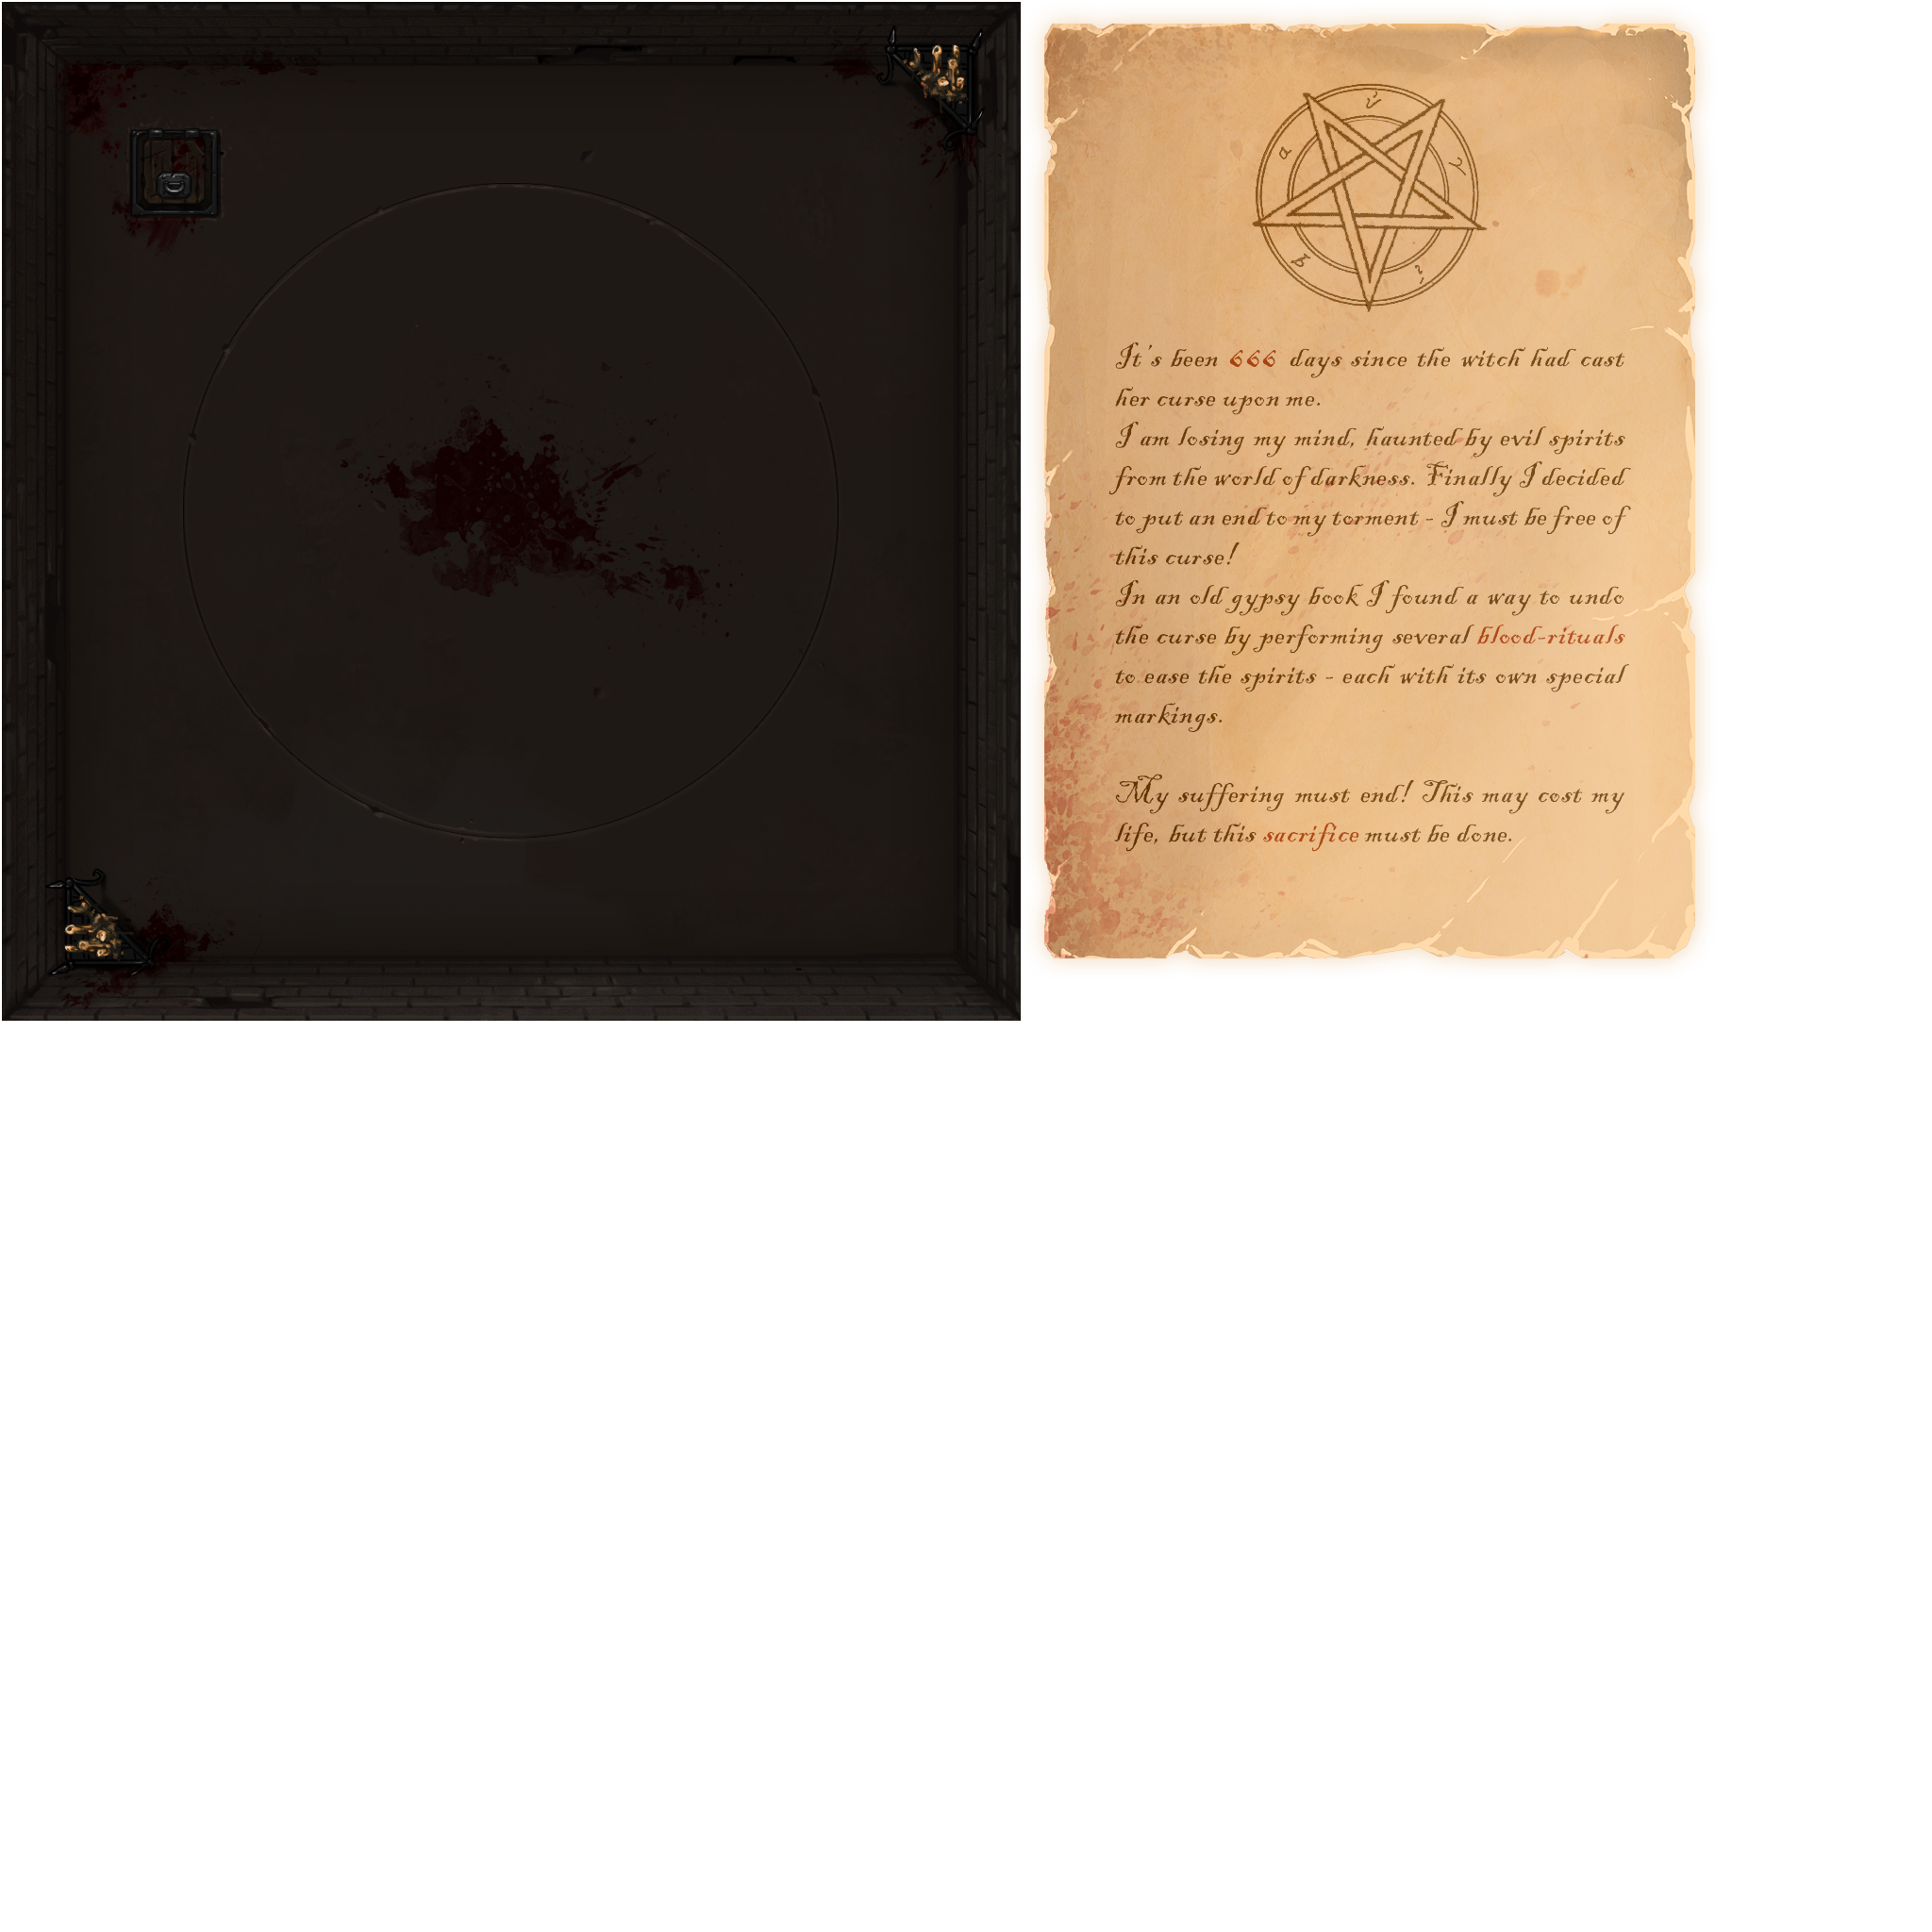 It's been 666 days since the witch had cast
her curse upon me.
I am losing my mind, haunted by evil spirits
from the world of darkness. Finally I decided
to put an end to my torment - I must be free of
this curse!
In an old gypsy book I found a way to undo
the curse by performing several blood-rituals
to ease the spirits - each with its own special
markings.
My suffering must end! This may cost my
life, but this sacrifice must be done.